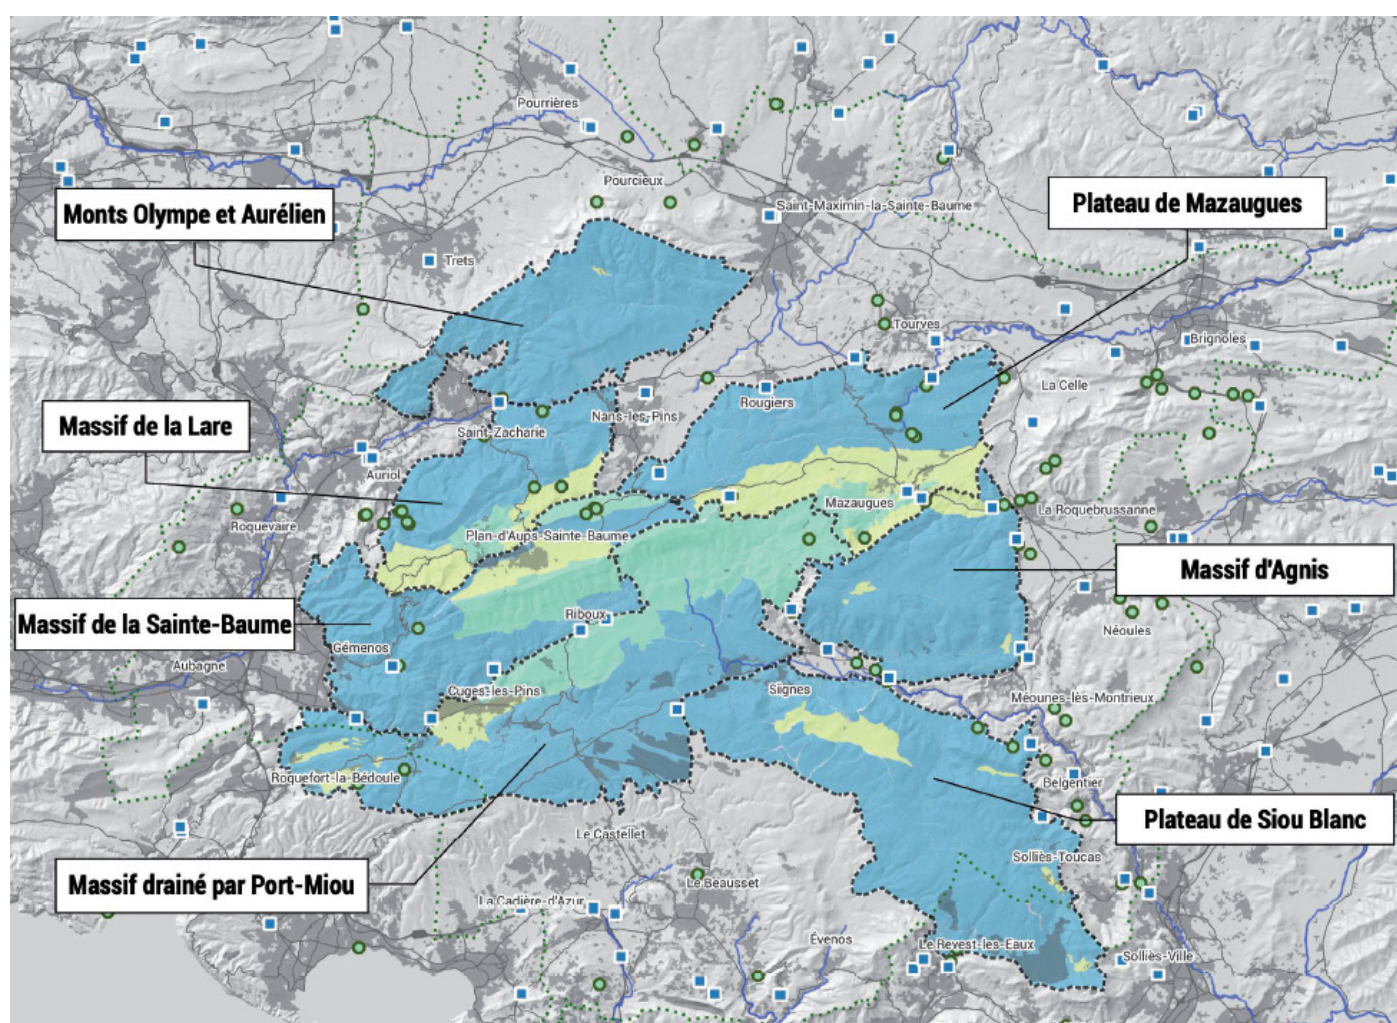 Pourrières
Pourcieux
Monts Olympe et Aurélien
Saint-Maximin-la-Sainte-Baume
Plateau de Mazaugues
Trets
Tourves
Brignoles
La Celle
Rougiers
Nans-les-Pins
Massif de la Lare
Saint-Zacharie
Auriol
Mazaugues
La Roquebrussanne
Roquevaire
Plan-d'Aups-Sainte-Baume
Massif d'Agnis
Massif de la Sainte-Baume
Riboux
Néoules
Gémenos
Aubagne
Cuges-les-Pins
Signes
Méounes-lès-Montrieux
Roquefort-la-Bédoule
Belgentier
Plateau de Siou Blanc
Le Castellet
Solliès-Toucas
Massif drainé par Port-Miou
Le Beausset
La Cadière-d'Azur
Évenos
Le Revest-les-Eaux
Solliès-Ville